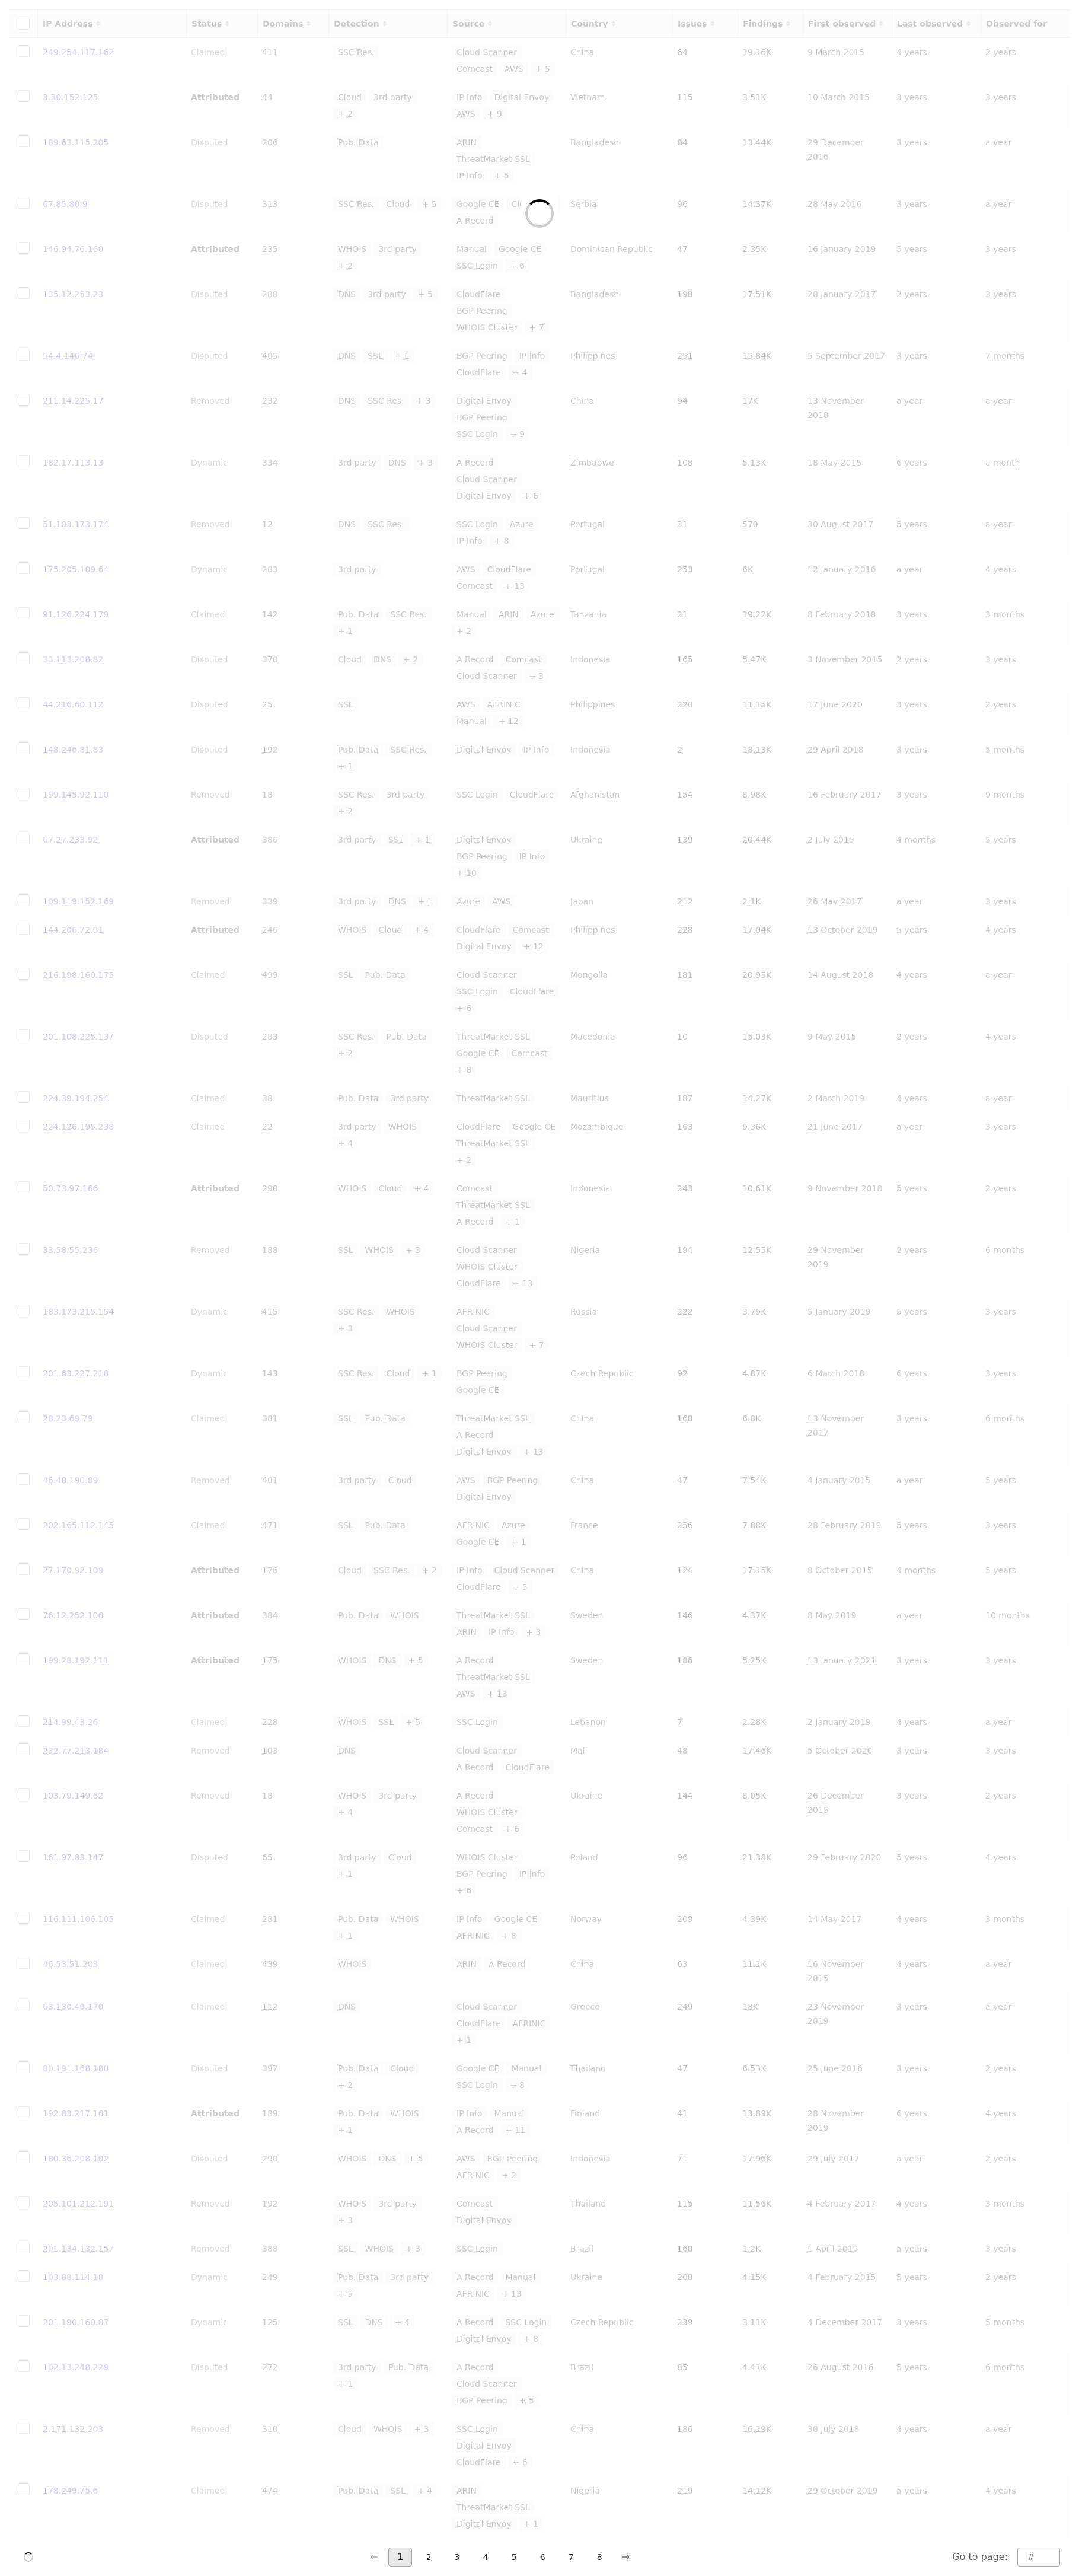 IP Address Status Domains Detection Source Country Issues Findings First observed Last observed Observed for
249.254.117.162 Claimed 411 SSC Res. Cloud Scanner China 64 19.16K 9 March 2015 4 years 2 years
Comcast AWS + 5
3.30.152.125 Attributed 44 Cloud 3rd party IP Info Digital Envoy Vietnam 115 3.51K 10 March 2015 3 years 3 years
+ 2 AWS + 9
189.63.115.205 Disputed 206 Pub. Data ARIN Bangladesh 84 13.44K 29 December 3 years a year
ThreatMarket SSL 2016
IP Info + 5
67.85.80.9 Disputed 313 SSC Res. Cloud + 5 Google CE Serbia 96 14.37K 28 May 2016 3 years a year
A Record
146.94.76.160 Attributed 235 WHOIS 3rd party Manual Google CE Dominican Republic 47 2.35K 16 January 2019 5 years 3 years
+ 2 SSC Login + 6
135.12.253.23 Disputed 288 DNS 3rd party + 5 CloudFlare Bangladesh 198 17.51K 20 January 2017 2 years 3 years
BGP Peering
WHOIS Cluster + 7
54.4.146.74 Disputed 405 DNS SSL + 1 BGP Peering IP Info Philippines 251 15.84K 5 September 2017 3 years 7 months
CloudFlare + 4
211.14.225.17 Removed 232 DNS SSC Res. + 3 Digital Envoy China 94 17K 13 November a year a year
BGP Peering 2018
SSC Login + 9
182.17.113.13 Dynamic 334 3rd party DNS + 3 A Record Zimbabwe 108 5.13K 18 May 2015 6 years a month
Cloud Scanner
Digital Envoy + 6
51.103.173.174 Removed 12 DNS SSC Res. SSC Login Azure Portugal 31 570 30 August 2017 5 years a year
IP Info + 8
175.205.109.64 Dynamic 283 3rd party AWS CloudFlare Portugal 253 6K 12 January 2016 a year 4 years
Comcast + 13
91.126.224.179 Claimed 142 Pub. Data SSC Res. Manual ARIN Azure Tanzania 21 19.22K 8 February 2018 3 years 3 months
+ 1 + 2
33.113.208.82 Disputed 370 Cloud DNS + 2 A Record Comcast Indonesia 165 5.47K 3 November 2015 2 years 3 years
Cloud Scanner + 3
44.216.60.112 Disputed 25 SSL AWS AFRINIC Philippines 220 11.15K 17 June 2020 3 years 2 years
Manual + 12
148.246.81.83 Disputed 192 Pub. Data SSC Res. Digital Envoy IP Info Indonesia 2 18.13K 29 April 2018 3 years 5 months
+ 1
199.145.92.110 Removed 18 SSC Res. 3rd party SSC Login CloudFlare Afghanistan 154 8.98K 16 February 2017 3 years 9 months
+ 2
67.27.233.92 Attributed 386 3rd party SSL + 1 Digital Envoy Ukraine 139 20.44K 2 July 2015 4 months 5 years
BGP Peering IP Info
+ 10
109.119.152.169 Removed 339 3rd party DNS + 1 Azure AWS Japan 212 2.1K 26 May 2017 a year 3 years
144.206.72.91 Attributed 246 WHOIS Cloud + 4 CloudFlare Comcast Philippines 228 17.04K 13 October 2019 5 years 4 years
Digital Envoy + 12
216.198.160.175 Claimed 499 SSL Pub. Data Cloud Scanner Mongolia 181 20.95K 14 August 2018 4 years a year
SSC Login CloudFlare
+ 6
201.108.225.137 Disputed 283 SSC Res. Pub. Data ThreatMarket SSL Macedonia 10 15.03K 9 May 2015 2 years 4 years
+ 2 Google CE Comcast
+ 8
224.39.194.254 Claimed 38 Pub. Data 3rd party ThreatMarket SSL Mauritius 187 14.27K 2 March 2019 4 years a year
224.126.195.238 Claimed 22 3rd party WHOIS CloudFlare Google CE Mozambique 163 9.36K 21 June 2017 a year 3 years
+ 4 ThreatMarket SSL
+ 2
50.73.97.166 Attributed 290 WHOIS Cloud + 4 Comcast Indonesia 243 10.61K 9 November 2018 5 years 2 years
ThreatMarket SSL
A Record + 1
33.58.55.236 Removed 188 SSL WHOIS + 3 Cloud Scanner Nigeria 194 12.55K 29 November 2 years 6 months
WHOIS Cluster 2019
CloudFlare + 13
183.173.215.154 Dynamic 415 SSC Res. WHOIS AFRINIC Russia 222 3.79K 5 January 2019 5 years 3 years
+ 3 Cloud Scanner
WHOIS Cluster + 7
201.63.227.218 Dynamic 143 SSC Res. Cloud + 1 BGP Peering Czech Republic 92 4.87K 6 March 2018 6 years 3 years
Google CE
28.23.69.79 Claimed 381 SSL Pub. Data ThreatMarket SSL China 160 6.8K 13 November 3 years 6 months
A Record 2017
Digital Envoy + 13
46.40.190.89 Removed 401 3rd party Cloud AWS BGP Peering China 47 7.54K 4 January 2015 a year 5 years
Digital Envoy
202.165.112.145 Claimed 471 SSL Pub. Data AFRINIC Azure France 256 7.88K 28 February 2019 5 years 3 years
Google CE + 1
27.170.92.109 Attributed 176 Cloud SSC Res. + 2 IP Info Cloud Scanner China 124 17.15K 8 October 2015 4 months 5 years
CloudFlare + 5
76.12.252.106 Attributed 384 Pub. Data WHOIS ThreatMarket SSL Sweden 146 4.37K 8 May 2019 a year 10 months
ARIN IP Info + 3
199.28.192.111 Attributed 175 WHOIS DNS + 5 A Record Sweden 186 5.25K 13 January 2021 3 years 3 years
ThreatMarket SSL
AWS + 13
214.99.43.26 Claimed 228 WHOIS SSL + 5 SSC Login Lebanon 7 2.28K 2 January 2019 4 years a year
232.77.213.184 Removed 103 DNS Cloud Scanner Mali 48 17.46K 5 October 2020 3 years 3 years
A Record CloudFlare
103.79.149.62 Removed 18 WHOIS 3rd party A Record Ukraine 144 8.05K 26 December 3 years 2 years
+ 4 WHOIS Cluster 2015
Comcast + 6
161.97.83.147 Disputed 65 3rd party Cloud WHOIS Cluster Poland 96 21.38K 29 February 2020 5 years 4 years
+ 1 BGP Peering IP Info
+ 6
116.111.106.105 Claimed 281 Pub. Data WHOIS IP Info Google CE Norway 209 4.39K 14 May 2017 4 years 3 months
+ 1 AFRINIC + 8
46.53.51.203 Claimed 439 WHOIS ARIN A Record China 63 11.1K 16 November 4 years a year
2015
63.130.49.170 Claimed 112 DNS Cloud Scanner Greece 249 18K 23 November 3 years a year
CloudFlare AFRINIC 2019
+ 1
80.191.168.180 Disputed 397 Pub. Data Cloud Google CE Manual Thailand 47 6.53K 25 June 2016 3 years 2 years
+ 2 SSC Login + 8
192.83.217.161 Attributed 189 Pub. Data WHOIS IP Info Manual Finland 41 13.89K 28 November 6 years 4 years
+ 1 A Record + 11 2019
180.36.208.102 Disputed 290 WHOIS DNS + 5 AWS BGP Peering Indonesia 71 17.96K 29 July 2017 a year 2 years
AFRINIC + 2
205.101.212.191 Removed 192 WHOIS 3rd party Comcast Thailand 115 11.56K 4 February 2017 4 years 3 months
+ 3 Digital Envoy
201.134.132.157 Removed 388 SSL WHOIS + 3 SSC Login Brazil 160 1.2K 1 April 2019 5 years 3 years
103.88.114.18 Dynamic 249 Pub. Data 3rd party A Record Manual Ukraine 200 4.15K 4 February 2015 5 years 2 years
+ 5 AFRINIC + 13
201.190.160.87 Dynamic 125 SSL DNS + 4 A Record SSC Login Czech Republic 239 3.11K 4 December 2017 3 years 5 months
Digital Envoy + 8
102.13.248.229 Disputed 272 3rd party Pub. Data A Record Brazil 85 4.41K 26 August 2016 5 years 6 months
+ 1 Cloud Scanner
BGP Peering + 5
2.171.132.203 Removed 310 Cloud WHOIS + 3 SSC Login China 186 16.19K 30 July 2018 4 years a year
Digital Envoy
CloudFlare + 6
178.249.75.6 Claimed 474 Pub. Data SSL + 4 ARIN Nigeria 219 14.12K 29 October 2019 5 years 4 years
ThreatMarket SSL
Digital Envoy + 1
← 1 2 3 4 5 6 7 8 → Go to page: #